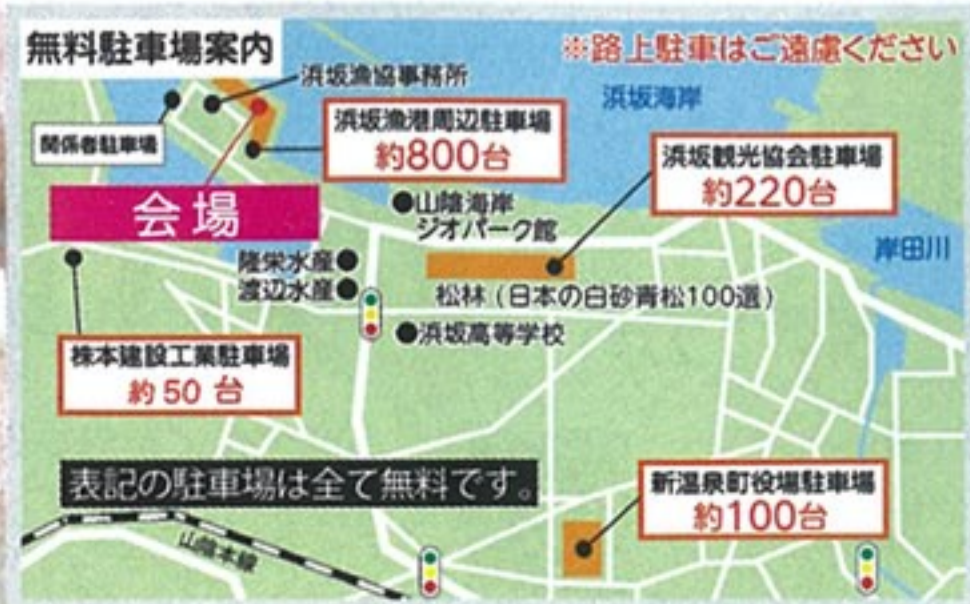 無料駐車場案内
※路上駐車はご遠慮ください
浜坂漁協事務所
浜坂海岸
関係者駐車場
浜坂漁港周辺駐車場
約800台
浜坂観光協会駐車場
約220台
会場
●山陰海岸
ジオパーク館
岸田川
隆栄水産●
渡辺水産●
松林(日本の白砂青松100選)
●浜坂高等学校
株本建設工業駐車場
約50台
表記の駐車場は全て無料です。
新温泉町役場駐車場
約100台
山陰本線